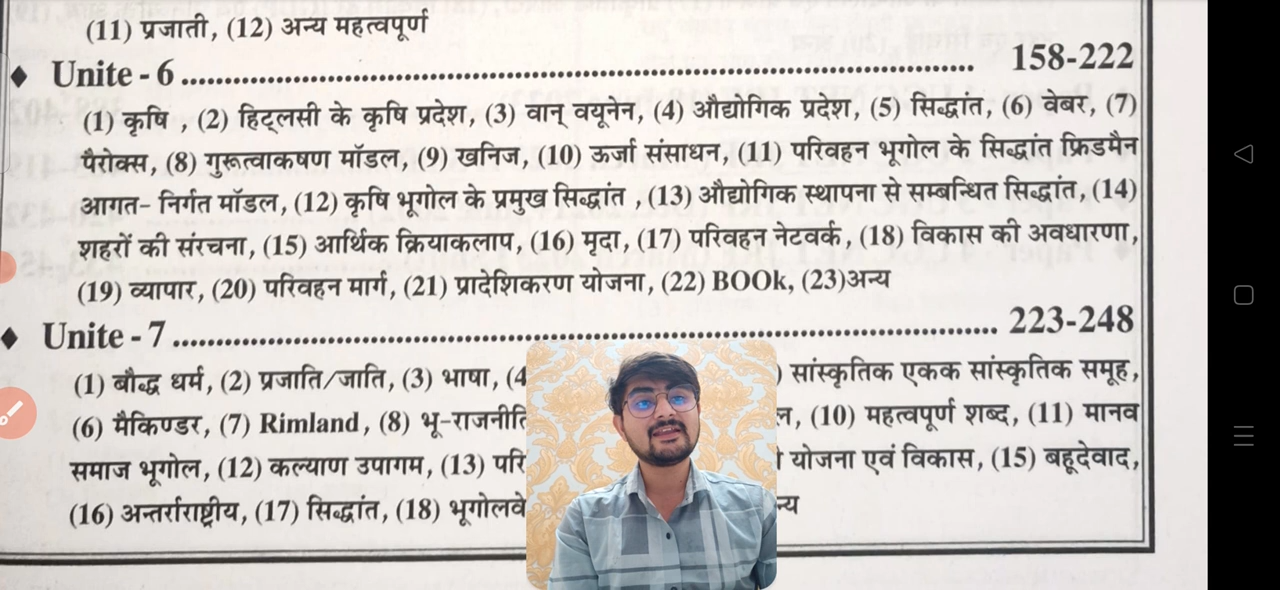 (11) प्रजाती, (12) अन्य महत्वपूर्ण
♦ Unite - 6 ........................................................ 158-222
(1) कृषि , (2) हिट्लसी के कृषि प्रदेश, (3) वान् वयूनेन, (4) औद्योगिक प्रदेश, (5) सिद्धांत, (6) वेबर, (7)
पैरोक्स, (8) गुरूत्वाकषण मॉडल, (9) खनिज, (10) ऊर्जा संसाधन, (11) परिवहन भूगोल के सिद्धांत फ्रिडमैन
आगत- निर्गत मॉडल, (12) कृषि भूगोल के प्रमुख सिद्धांत , (13) औद्योगिक स्थापना से सम्बन्धित सिद्धांत, (14)
शहरों की संरचना, (15) आर्थिक क्रियाकलाप, (16) मृदा, (17) परिवहन नेटवर्क, (18) विकास की अवधारणा,
(19) व्यापार, (20) परिवहन मार्ग, (21) प्रादेशिकरण योजना, (22) BOOk, (23)अन्य
♦ Unite - 7 ........................................................ 223-248
(1) बौद्ध धर्म, (2) प्रजाति/जाति, (3) भाषा, (4 ) सांस्कृतिक एकक सांस्कृतिक समूह,
(6) मैकिण्डर, (7) Rimland, (8) भू-राजनीति (10) महत्वपूर्ण शब्द, (11) मानव
समाज भूगोल, (12) कल्याण उपागम, (13) योजना एवं विकास, (15) बहूदेवाद,
(16) अन्तर्राराष्ट्रीय, (17) सिद्धांत, (18)